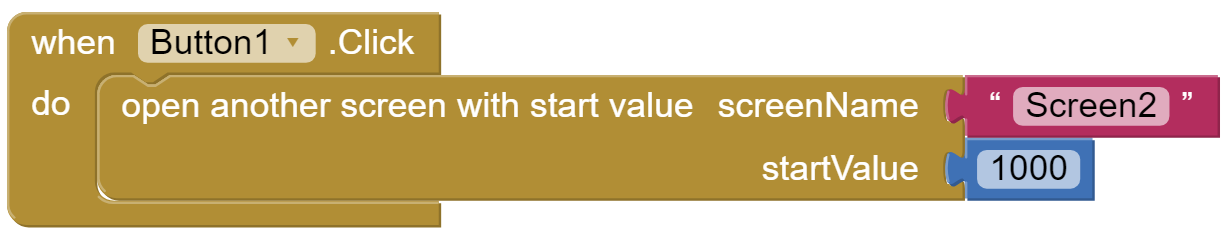 when Button1 .Click
do open another screen with start value screenName “ Screen2 ”
startValue 1000